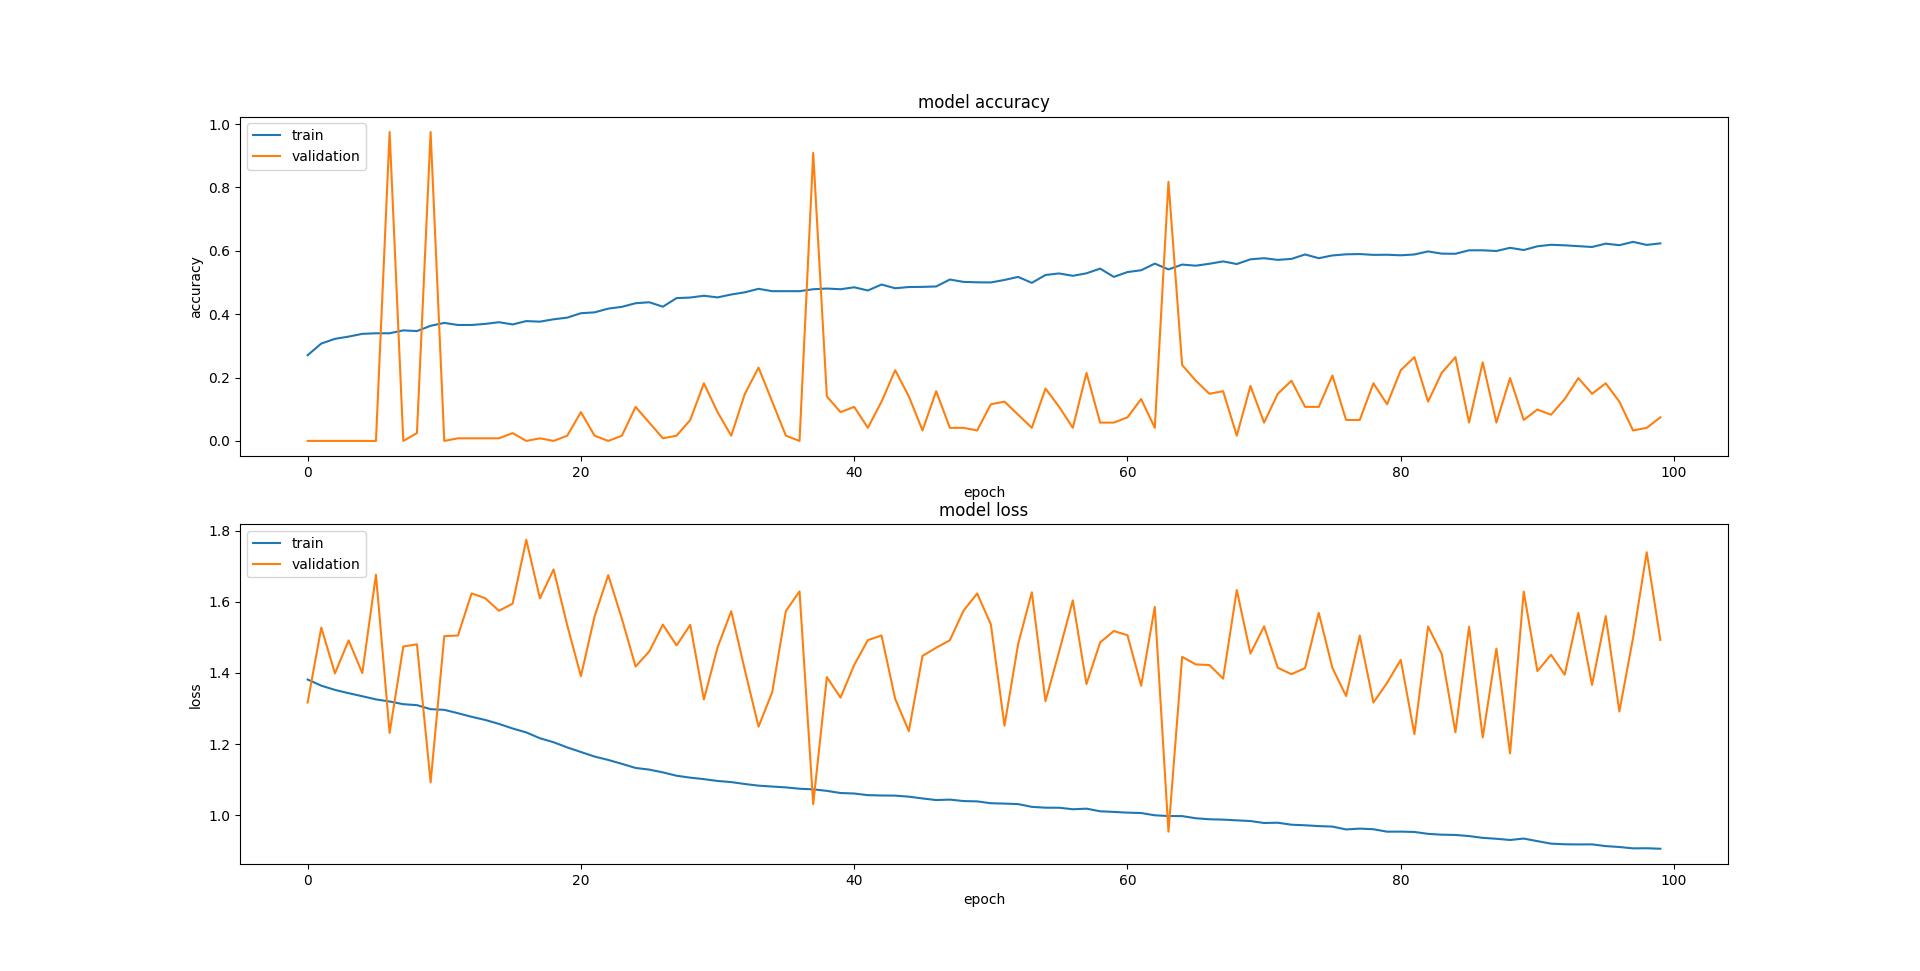 model accuracy
train
validation
1.0
0.8
0.6
0.4
0.2
0.0
accuracy
0 20 40 60 80 100
epoch
model loss
train
validation
1.8
1.6
1.4
1.2
1.0
loss
0 20 40 60 80 100
epoch